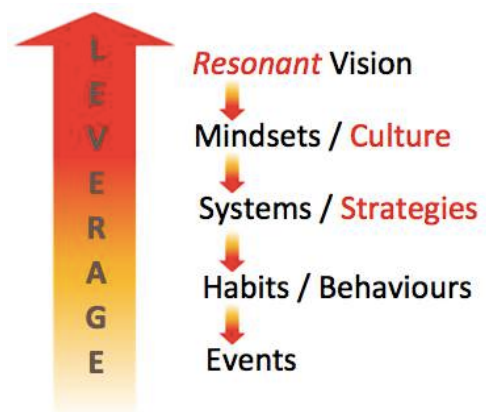 LEVERAGE
Resonant Vision
Mindsets / Culture
Systems / Strategies
Habits / Behaviours
Events